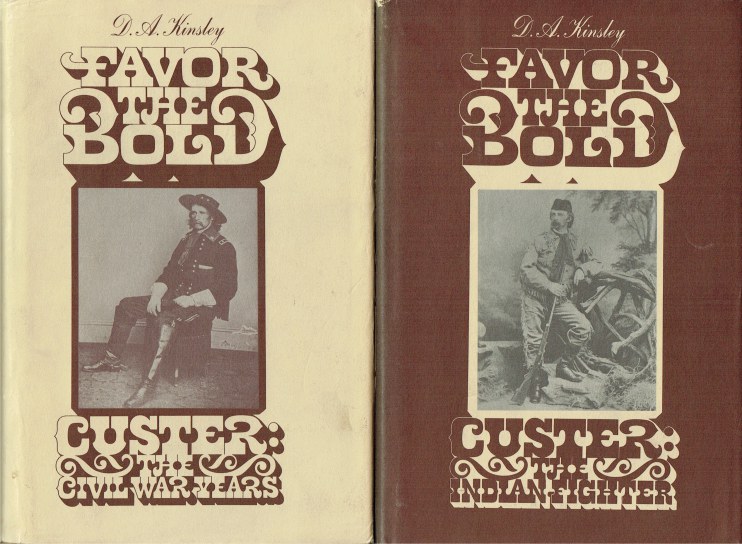 D. A. Kinsley
FAVOR
THE
BOLD
CUSTER:
THE
CIVIL WAR YEARS
D. A. Kinsley
FAVOR
THE
BOLD
CUSTER:
THE
INDIAN FIGHTER